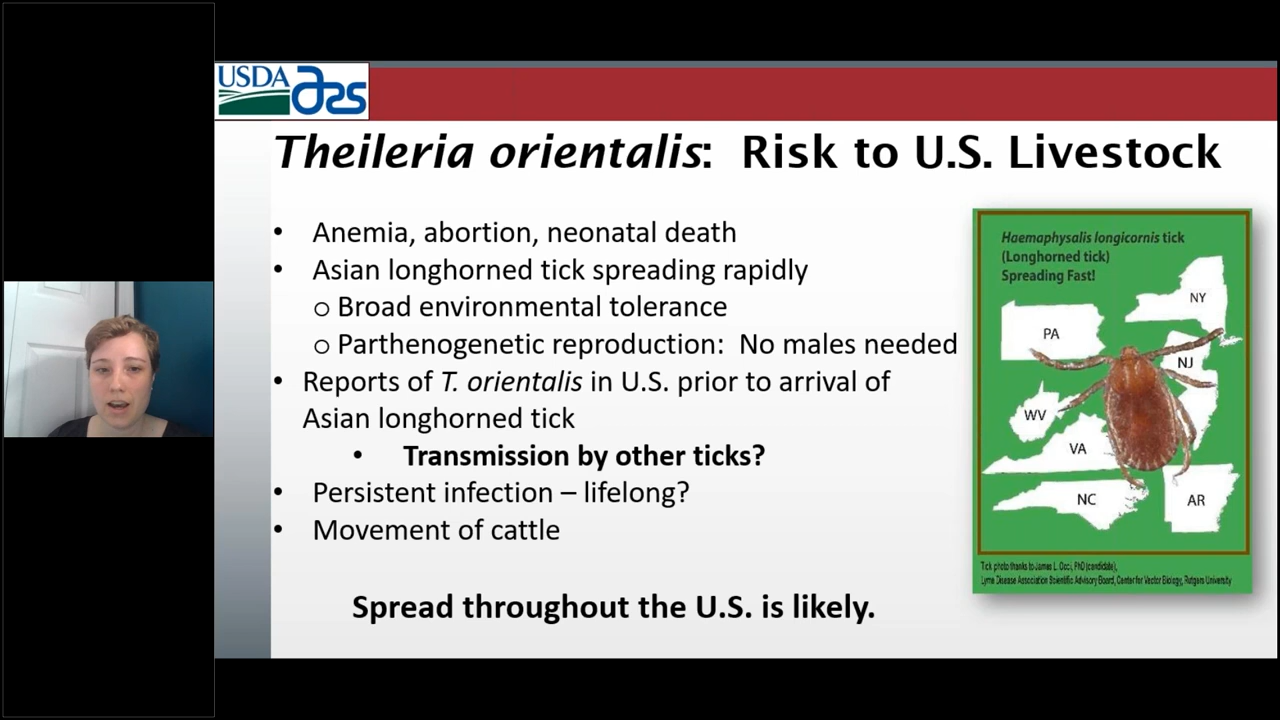 USDA ars
Theileria orientalis: Risk to U.S. Livestock
• Anemia, abortion, neonatal death
• Asian longhorned tick spreading rapidly
o Broad environmental tolerance
o Parthenogenetic reproduction: No males needed
• Reports of T. orientalis in U.S. prior to arrival of
Asian longhorned tick
• Transmission by other ticks?
• Persistent infection – lifelong?
• Movement of cattle
Spread throughout the U.S. is likely.
Haemaphysalis longicornis tick
(Longhorned tick)
Spreading Fast!
NY
PA
NJ
WV
VA
NC
AR
Tick photo thanks to James L. Occi, PhD (candidate),
Lyme Disease Association Scientific Advisory Board, Center for Vector Biology, Rutgers University